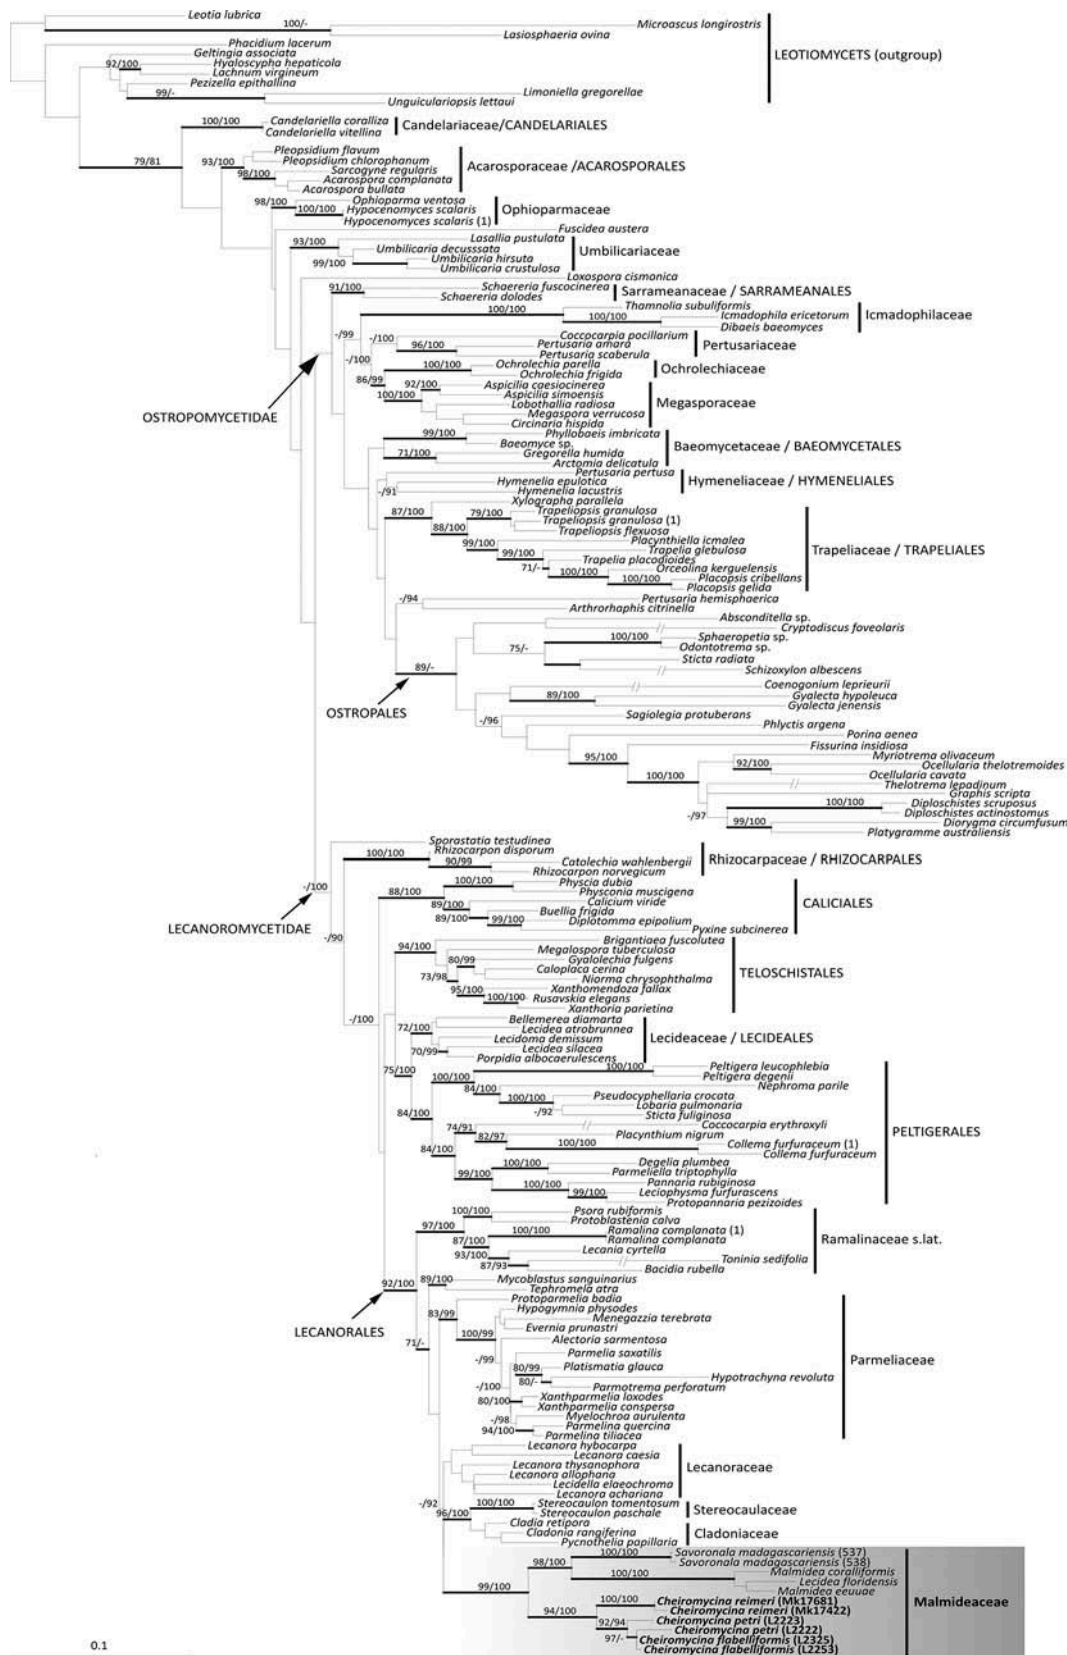 Leotia lubrica
100/-
Microascus longirostris
Lasiosphaeria ovina
LEOTIOMYCETS (outgroup)
Phacidium lacerum
Geltingia associata
92/100
Hyaloscypha hepaticola
Lachnum virgineum
Pezizella epithallina
99/-
Limoniella gregorellae
Unguiculariopsis lettaui
100/100
Candelariella coralliza
Candelariella vitellina
Candelariaceae/CANDELARIALES
79/81
93/100
Pleopsidium flavum
Pleopsidium chlorophanum
98/100
Sarcogyne regularis
Acarospora complanata
Acarospora bullata
Acarosporaceae /ACAROSPORALES
98/100
Ophioparma ventosa
100/100
Hypocenomyces scalaris
Hypocenomyces scalaris (1)
Ophioparmaceae
Fuscidea austera
93/100
Lasallia pustulata
Umbilicaria decusssata
99/100
Umbilicaria hirsuta
Umbilicaria crustulosa
Umbilicariaceae
Loxospora cismonica
91/100
Schaereria fuscocinerea
Schaereria dolodes
Sarrameanaceae / SARRAMEANALES
100/100
Thamnolia subuliformis
100/100
Icmadophila ericetorum
Dibaeis baeomyces
Icmadophilaceae
-/99
-/100
-/100
Coccocarpia pocillarium
96/100
Pertusaria amara
Pertusaria scaberula
Pertusariaceae
86/99
100/100
Ochrolechia parella
Ochrolechia frigida
Ochrolechiaceae
100/100
92/100
Aspicilia caesiocinerea
Aspicilia simoensis
Lobothallia radiosa
Megaspora verrucosa
Circinaria hispida
Megasporaceae
OSTROPOMYCETIDAE
99/100
Phyllobaeis imbricata
Baeomyce sp.
71/100
Gregorella humida
Arctomia delicatula
Baeomycetaceae / BAEOMYCETALES
Pertusaria pertusa
-/91
Hymenelia epulotica
Hymenelia lacustris
Hymeneliaceae / HYMENELIALES
87/100
Xylographa parallela
88/100
79/100
Trapeliopsis granulosa
Trapeliopsis granulosa (1)
Trapeliopsis flexuosa
99/100
Placynthiella icmalea
99/100
Trapelia glebulosa
71/-
Trapelia placodioides
100/100
Orceolina kerguelensis
100/100
Placopsis cribellans
Placopsis gelida
Trapeliaceae / TRAPELIALES
-/94
Pertusaria hemisphaerica
Arthrorhaphis citrinella
89/-
OSTROPALES
Absconditella sp.
Cryptodiscus foveolaris
75/-
100/100
Sphaeropetia sp.
Odontotrema sp.
Sticta radiata
Schizoxylon albescens
Coenogonium leprieurii
89/100
Gyalecta hypoleuca
Gyalecta jenensis
-/96
Sagiolegia protuberans
Phlyctis argena
Porina aenea
95/100
Fissurina insidiosa
100/100
Myriotrema olivaceum
92/100
Ocellularia thelotremoides
Ocellularia cavata
Thelotrema lepadinum
Graphis scripta
-/97
100/100
Diploschistes scruposus
Diploschistes actinostomus
99/100
Diorygma circumfusum
Platygramme australiensis
Sporastatia testudinea
100/100
Rhizocarpon disporum
90/99
Catolechia wahlenbergii
Rhizocarpon norvegicum
Rhizocarpaceae / RHIZOCARPALES
-/100
LECANOROMYCETIDAE
-/90
88/100
100/100
Physcia dubia
Physconia muscigena
89/100
Calicium viride
89/100
Buellia frigida
99/100
Diplotomma epipolium
Pyxine subcinerea
CALICIALES
94/100
Brigantiaea fuscolutea
Megalospora tuberculosa
80/99
Gyalolechia fulgens
73/98
Caloplaca cerina
Niorma chrysophthalma
95/100
Xanthomendoza fallax
100/100
Rusavskia elegans
Xanthoria parietina
TELOSCHISTALES
-/100
72/100
Bellemerea diamarta
Lecidea atrobrunnea
Lecidoma demissum
70/99
Lecidea silacea
Porpidia albocaerulescens
Lecideaceae / LECIDEALES
75/100
84/100
100/100
100/100
Peltigera leucophlebia
Peltigera degenii
84/100
Nephroma parile
100/100
Pseudocyphellaria crocata
-/92
Lobaria pulmonaria
Sticta fuliginosa
84/100
74/91
Coccocarpia erythroxyli
82/97
Placynthium nigrum
100/100
Collema furfuraceum (1)
Collema furfuraceum
99/100
100/100
Degelia plumbea
Parmeliella triptophylla
100/100
Pannaria rubiginosa
99/100
Leciophysma furfurascens
Protopannaria pezizoides
PELTIGERALES
92/100
LECANORALES
97/100
100/100
Psora rubiformis
Protoblastenia calva
87/100
100/100
Ramalina complanata (1)
Ramalina complanata
93/100
Lecania cyrtella
87/93
Toninia sedifolia
Bacidia rubella
Ramalinaceae s.lat.
71/-
89/100
Mycoblastus sanguinarius
Tephromela atra
83/99
Protoparmelia badia
100/99
Hypogymnia physodes
Menegazzia terebrata
Evernia prunastri
-/99
Alectoria sarmentosa
-/100
Parmelia saxatilis
80/99
Platismatia glauca
80/-
Hypotrachyna revoluta
Parmotrema perforatum
80/100
Xanthparmelia loxodes
Xanthparmelia conspersa
-/98
Myelochroa aurulenta
94/100
Parmelina quercina
Parmelina tiliacea
Parmeliaceae
Lecanora hybocarpa
Lecanora caesia
Lecanora thysanophora
Lecanora allophana
Lecidella elaeochroma
Lecanora achariana
Lecanoraceae
-/92
96/100
100/100
Stereocaulon tomentosum
Stereocaulon paschale
Stereocaulaceae
Cladia retipora
Cladonia rangiferina
Pycnothelia papillaria
Cladoniaceae
99/100
98/100
100/100
Savoronala madagascariensis (537)
Savoronala madagascariensis (538)
100/100
Malmidea coralliformis
Lecidea floridensis
Malmidea eeuuae
94/100
100/100
Cheiromycina reimeri (Mk17681)
Cheiromycina reimeri (Mk17422)
92/94
Cheiromycina petri (L2223)
Cheiromycina petri (L2222)
97/-
Cheiromycina flabelliformis (L2325)
Cheiromycina flabelliformis (L2253)
Malmideaceae
0.1